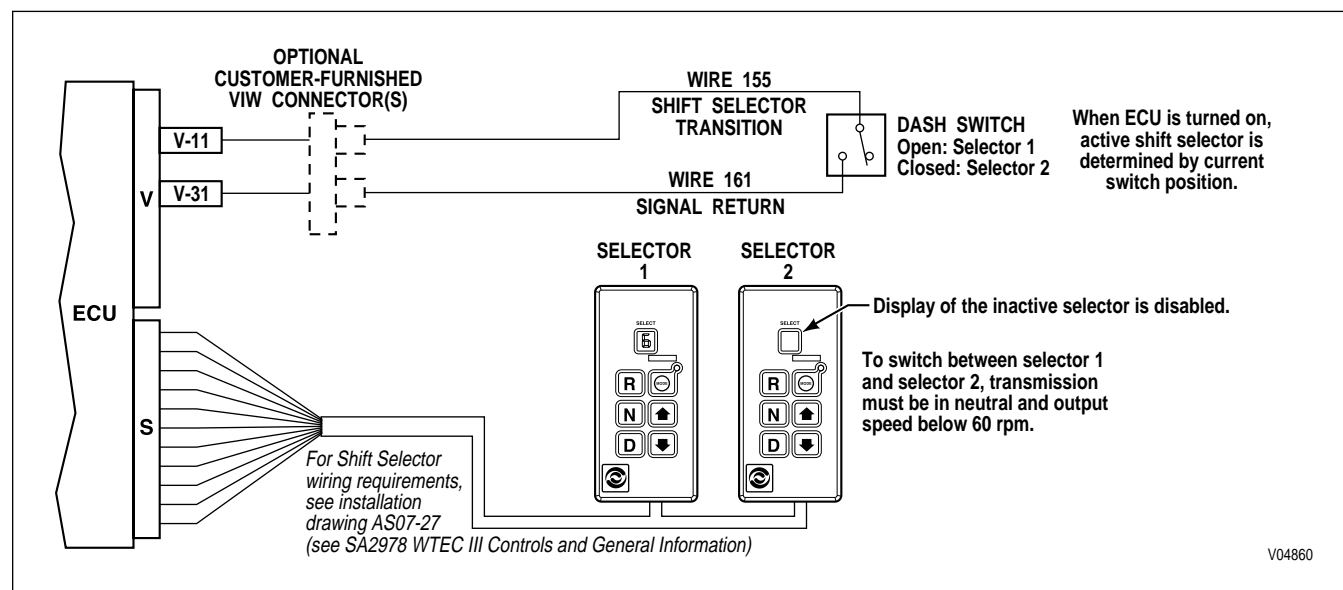 OPTIONAL
CUSTOMER-FURNISHED
VIW CONNECTOR(S)
WIRE 155
SHIFT SELECTOR
TRANSITION
DASH SWITCH
Open: Selector 1
Closed: Selector 2
When ECU is turned on,
active shift selector is
determined by current
switch position.
V-11
V-31
V
WIRE 161
SIGNAL RETURN
ECU
S
SELECTOR
1
SELECTOR
2
SELECT
6
R
MODE
N
D
SELECT
R
MODE
N
D
Display of the inactive selector is disabled.
To switch between selector 1
and selector 2, transmission
must be in neutral and output
speed below 60 rpm.
For Shift Selector
wiring requirements,
see installation
drawing AS07-27
(see SA2978 WTEC III Controls and General Information)
V04860